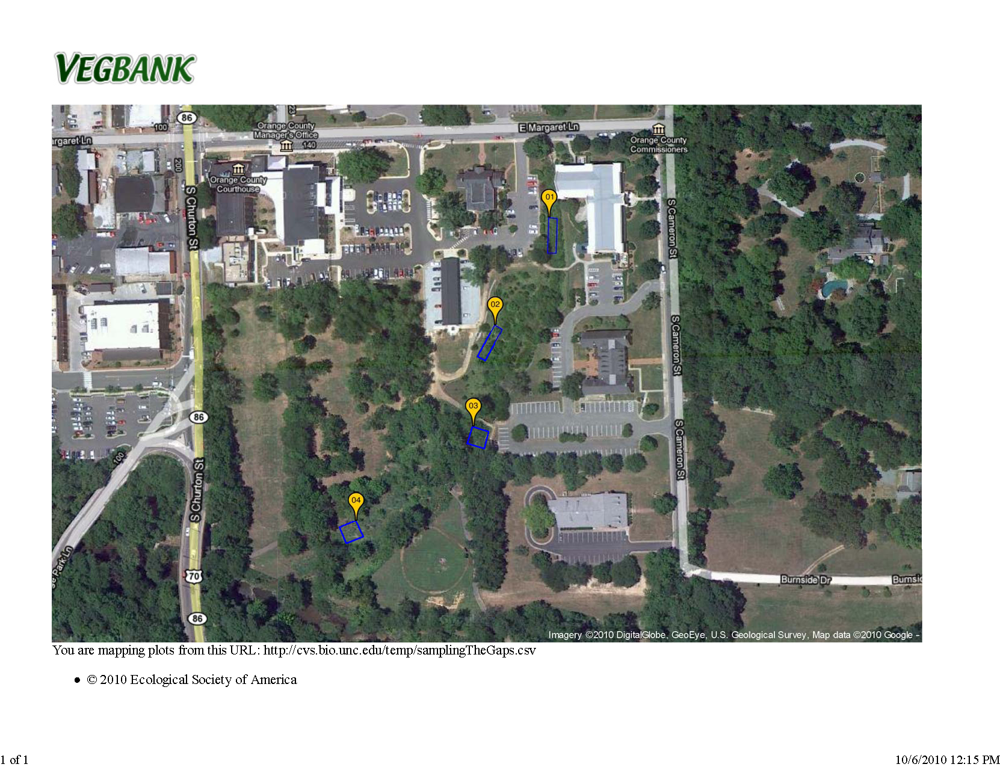 VEGBANK
86
23
100
Orange County
Manager's Office
140
E Margaret Ln
rgaret Ln
Orange County
Commissioners
200
Orange County
Courthouse
S Churton St
01
S Cameron St
02
S Cameron St
03
86
S Cameron St
100
S Churton St
04
ge Park Ln
70
Burnside Dr
Burnsid
86
Imagery ©2010 DigitalGlobe, GeoEye, U.S. Geological Survey, Map data ©2010 Google -
You are mapping plots from this URL: http://cvs.bio.unc.edu/temp/samplingTheGaps.csv
• © 2010 Ecological Society of America
1 of 1
10/6/2010 12:15 PM